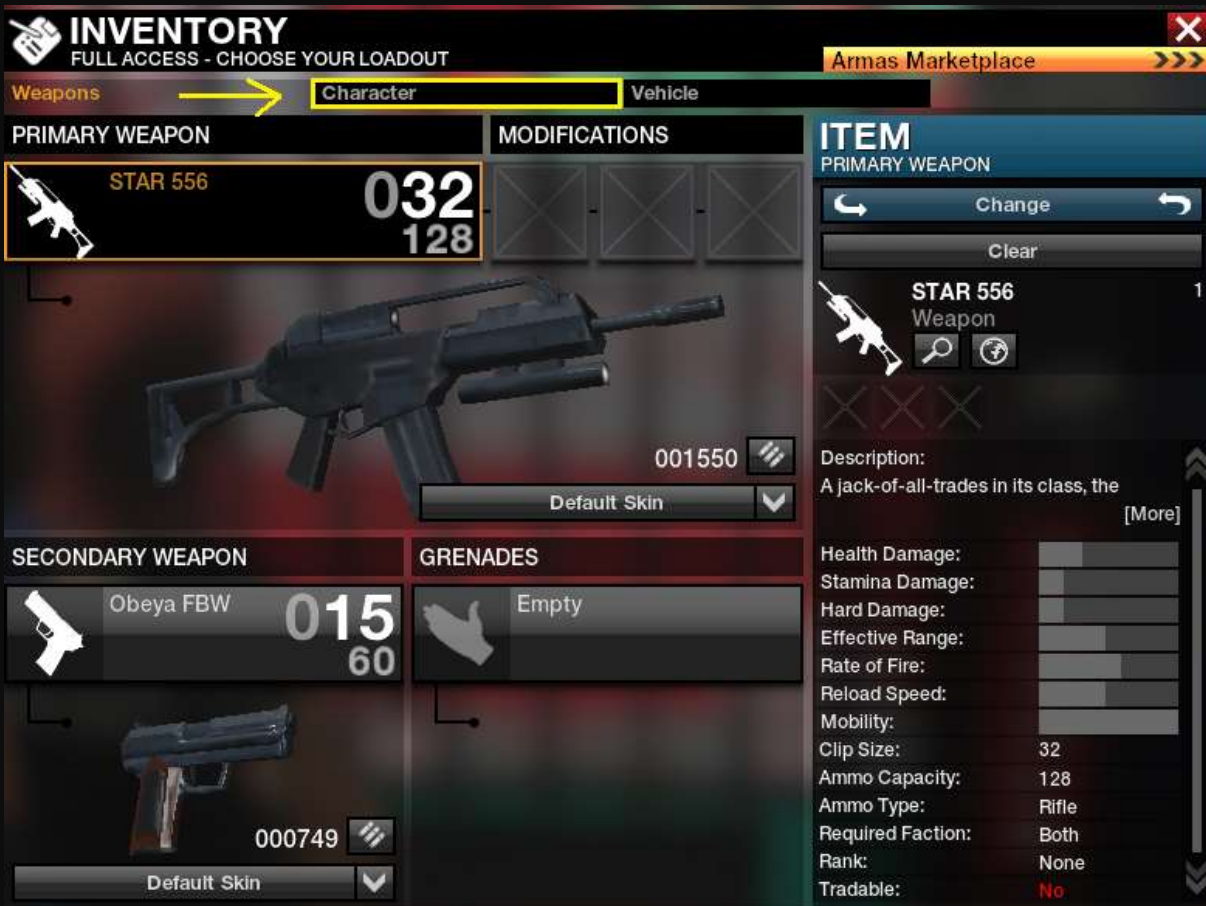 INVENTORY
FULL ACCESS - CHOOSE YOUR LOADOUT
Armas Marketplace >>>
Weapons
Character
Vehicle
PRIMARY WEAPON
MODIFICATIONS
STAR 556
032
128
001550
Default Skin
SECONDARY WEAPON
GRENADES
Obeya FBW
015
60
Empty
000749
Default Skin
ITEM
PRIMARY WEAPON
Change
Clear
STAR 556 1
Weapon
Description:
A jack-of-all-trades in its class, the
[More]
Health Damage:
Stamina Damage:
Hard Damage:
Effective Range:
Rate of Fire:
Reload Speed:
Mobility:
Clip Size: 32
Ammo Capacity: 128
Ammo Type: Rifle
Required Faction: Both
Rank: None
Tradable: No